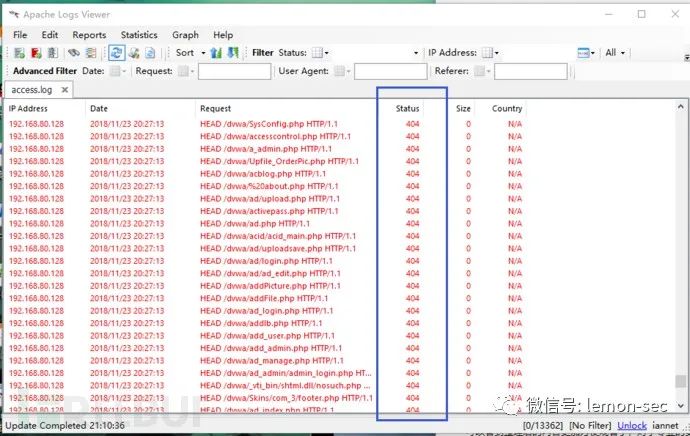 Apache Logs Viewer
File Edit Reports Statistics Graph Help
Sort Filter Status: IP Address: All
Advanced Filter Date: Request: User Agent: Referer:
access.log
IP Address Date Request Status Size Country
192.168.80.128 2018/11/23 20:27:13 HEAD /dvwa/SysConfig.php HTTP/1.1 404 0 N/A
192.168.80.128 2018/11/23 20:27:13 HEAD /dvwa/accesscontrol.php HTTP/1.1 404 0 N/A
192.168.80.128 2018/11/23 20:27:13 HEAD /dvwa/a_admin.php HTTP/1.1 404 0 N/A
192.168.80.128 2018/11/23 20:27:13 HEAD /dvwa/Upfile_OrderPic.php HTTP/1.1 404 0 N/A
192.168.80.128 2018/11/23 20:27:13 HEAD /dvwa/acblog.php HTTP/1.1 404 0 N/A
192.168.80.128 2018/11/23 20:27:13 HEAD /dvwa/%20about.php HTTP/1.1 404 0 N/A
192.168.80.128 2018/11/23 20:27:13 HEAD /dvwa/ad/upload.php HTTP/1.1 404 0 N/A
192.168.80.128 2018/11/23 20:27:13 HEAD /dvwa/activepass.php HTTP/1.1 404 0 N/A
192.168.80.128 2018/11/23 20:27:13 HEAD /dvwa/ad.php HTTP/1.1 404 0 N/A
192.168.80.128 2018/11/23 20:27:13 HEAD /dvwa/acid/acid_main.php HTTP/1.1 404 0 N/A
192.168.80.128 2018/11/23 20:27:13 HEAD /dvwa/ad/uploadsave.php HTTP/1.1 404 0 N/A
192.168.80.128 2018/11/23 20:27:13 HEAD /dvwa/ad/login.php HTTP/1.1 404 0 N/A
192.168.80.128 2018/11/23 20:27:13 HEAD /dvwa/ad/ad_edit.php HTTP/1.1 404 0 N/A
192.168.80.128 2018/11/23 20:27:13 HEAD /dvwa/addPicture.php HTTP/1.1 404 0 N/A
192.168.80.128 2018/11/23 20:27:13 HEAD /dvwa/addFile.php HTTP/1.1 404 0 N/A
192.168.80.128 2018/11/23 20:27:13 HEAD /dvwa/ad_login.php HTTP/1.1 404 0 N/A
192.168.80.128 2018/11/23 20:27:13 HEAD /dvwa/addlb.php HTTP/1.1 404 0 N/A
192.168.80.128 2018/11/23 20:27:13 HEAD /dvwa/add_user.php HTTP/1.1 404 0 N/A
192.168.80.128 2018/11/23 20:27:13 HEAD /dvwa/add_admin.php HTTP/1.1 404 0 N/A
192.168.80.128 2018/11/23 20:27:13 HEAD /dvwa/ad_manage.php HTTP/1.1 404 0 N/A
192.168.80.128 2018/11/23 20:27:13 HEAD /dvwa/ad_admin/admin_login.php HT... 404 0 N/A
192.168.80.128 2018/11/23 20:27:13 HEAD /dvwa/_vti_bin/shtml.dll/nosuch.php ... 404 0 N/A
192.168.80.128 2018/11/23 20:27:13 HEAD /dvwa/Skins/com_3/footer.php HTTP/1.1 404
192.168.80.128 2018/11/23 20:27:13 HEAD /dvwa/ad_index.php HTTP/1.1 404 0 N/A
微信号: lemon-sec
Update Completed 21:10:36 [0/13362] [No Filter] Unlock iannet